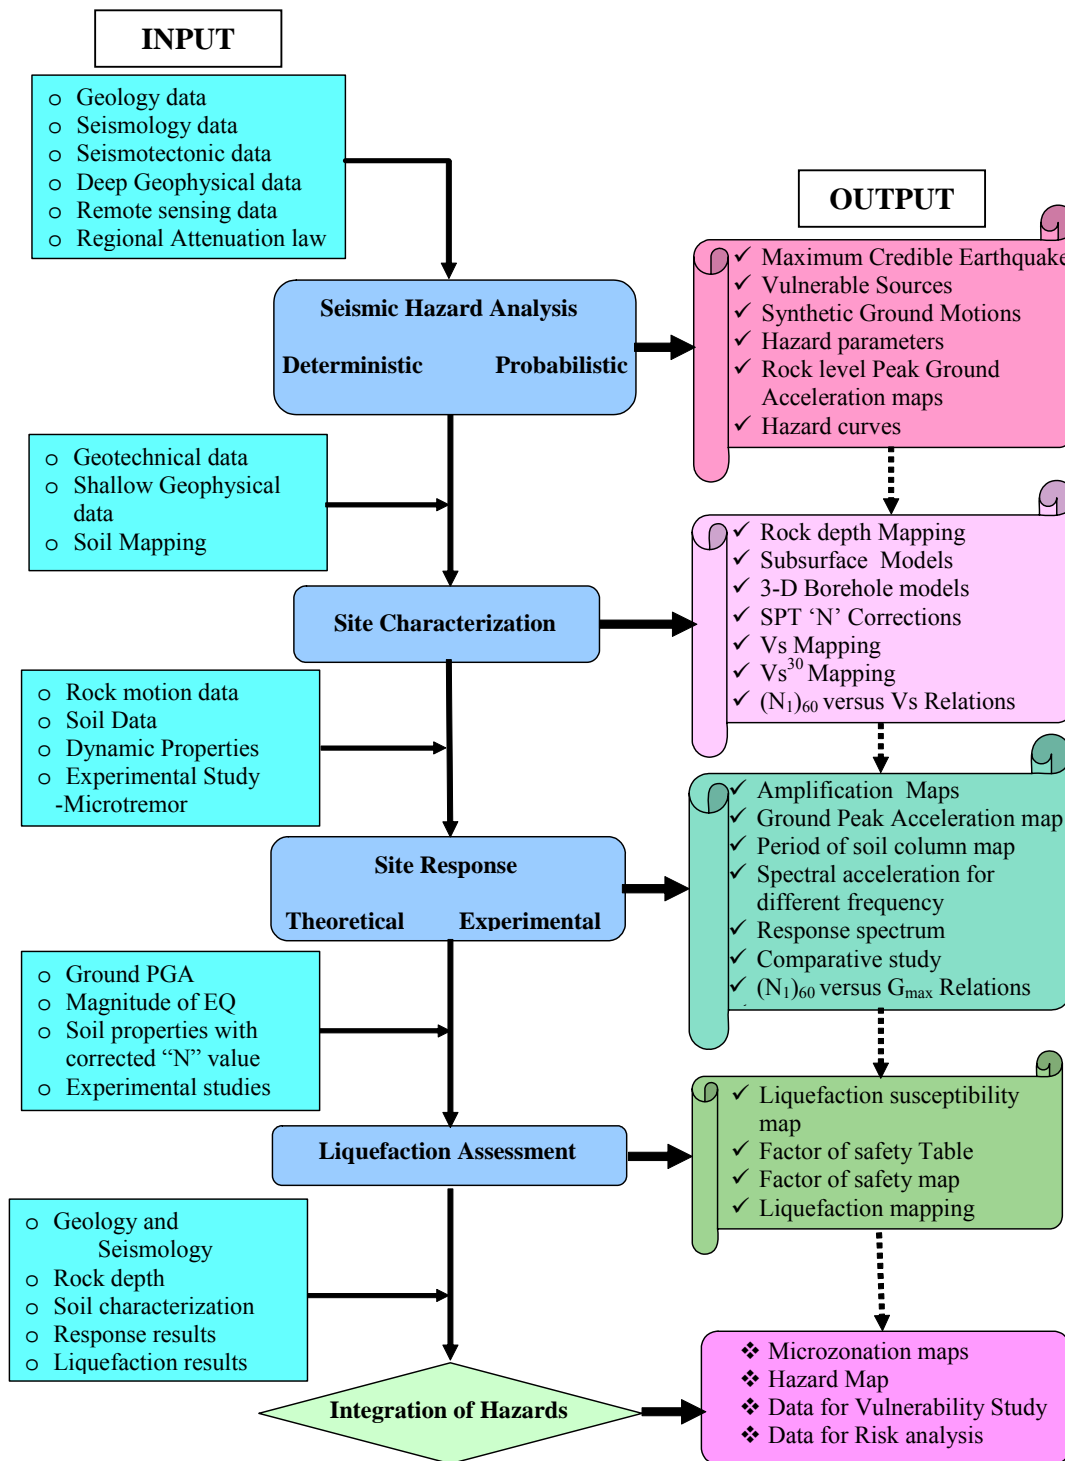 INPUT
o Geology data
o Seismology data
o Seismotectonic data
o Deep Geophysical data
o Remote sensing data
o Regional Attenuation law
OUTPUT
Seismic Hazard Analysis
Deterministic Probabilistic
✓ Maximum Credible Earthquake
✓ Vulnerable Sources
✓ Synthetic Ground Motions
✓ Hazard parameters
✓ Rock level Peak Ground
Acceleration maps
✓ Hazard curves
o Geotechnical data
o Shallow Geophysical
data
o Soil Mapping
Site Characterization
✓ Rock depth Mapping
✓ Subsurface Models
✓ 3-D Borehole models
✓ SPT ‘N’ Corrections
✓ Vs Mapping
✓ Vs³⁰ Mapping
✓ (N₁)₆₀ versus Vs Relations
o Rock motion data
o Soil Data
o Dynamic Properties
o Experimental Study
-Microtremor
Site Response
Theoretical Experimental
✓ Amplification Maps
✓ Ground Peak Acceleration map
✓ Period of soil column map
✓ Spectral acceleration for
different frequency
✓ Response spectrum
✓ Comparative study
✓ (N₁)₆₀ versus Gmax Relations
o Ground PGA
o Magnitude of EQ
o Soil properties with
corrected “N” value
o Experimental studies
Liquefaction Assessment
✓ Liquefaction susceptibility
map
✓ Factor of safety Table
✓ Factor of safety map
✓ Liquefaction mapping
o Geology and
Seismology
o Rock depth
o Soil characterization
o Response results
o Liquefaction results
Integration of Hazards
❖ Microzonation maps
❖ Hazard Map
❖ Data for Vulnerability Study
❖ Data for Risk analysis